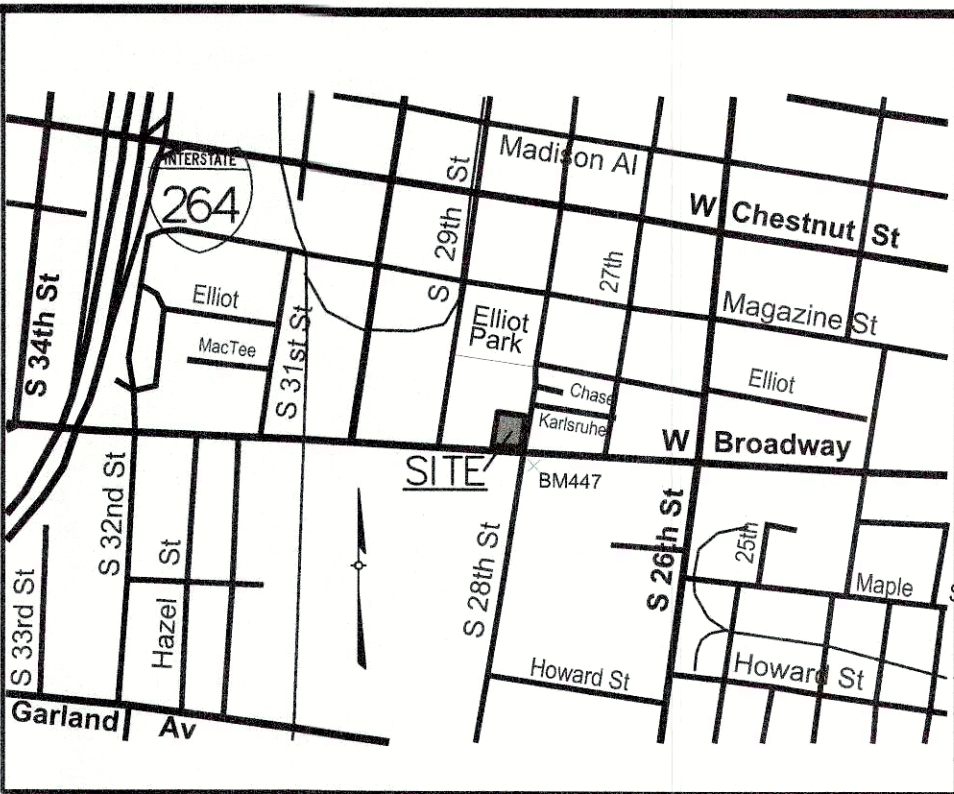 Madison Al
INTERSTATE
264
S 29th St
W Chestnut St
27th
S 34th St
Elliot
Magazine St
Elliot
Park
S 31st St
MacTee
Elliot
Chase
Karlsruhe
W Broadway
SITE
BM447
S 32nd St
S 26th St
25th
S 28th St
Hazel St
S 33rd St
Maple
Howard St
Howard St
Garland Av